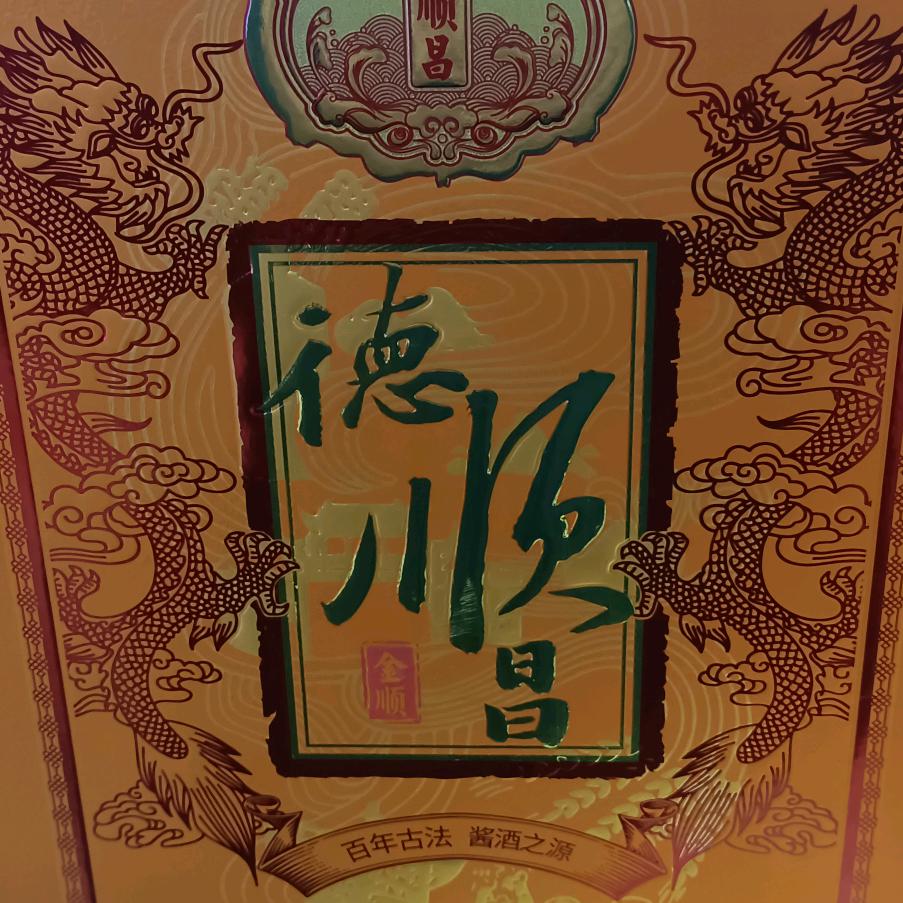 顺昌
德顺昌
金顺
百年古法 酱酒之源